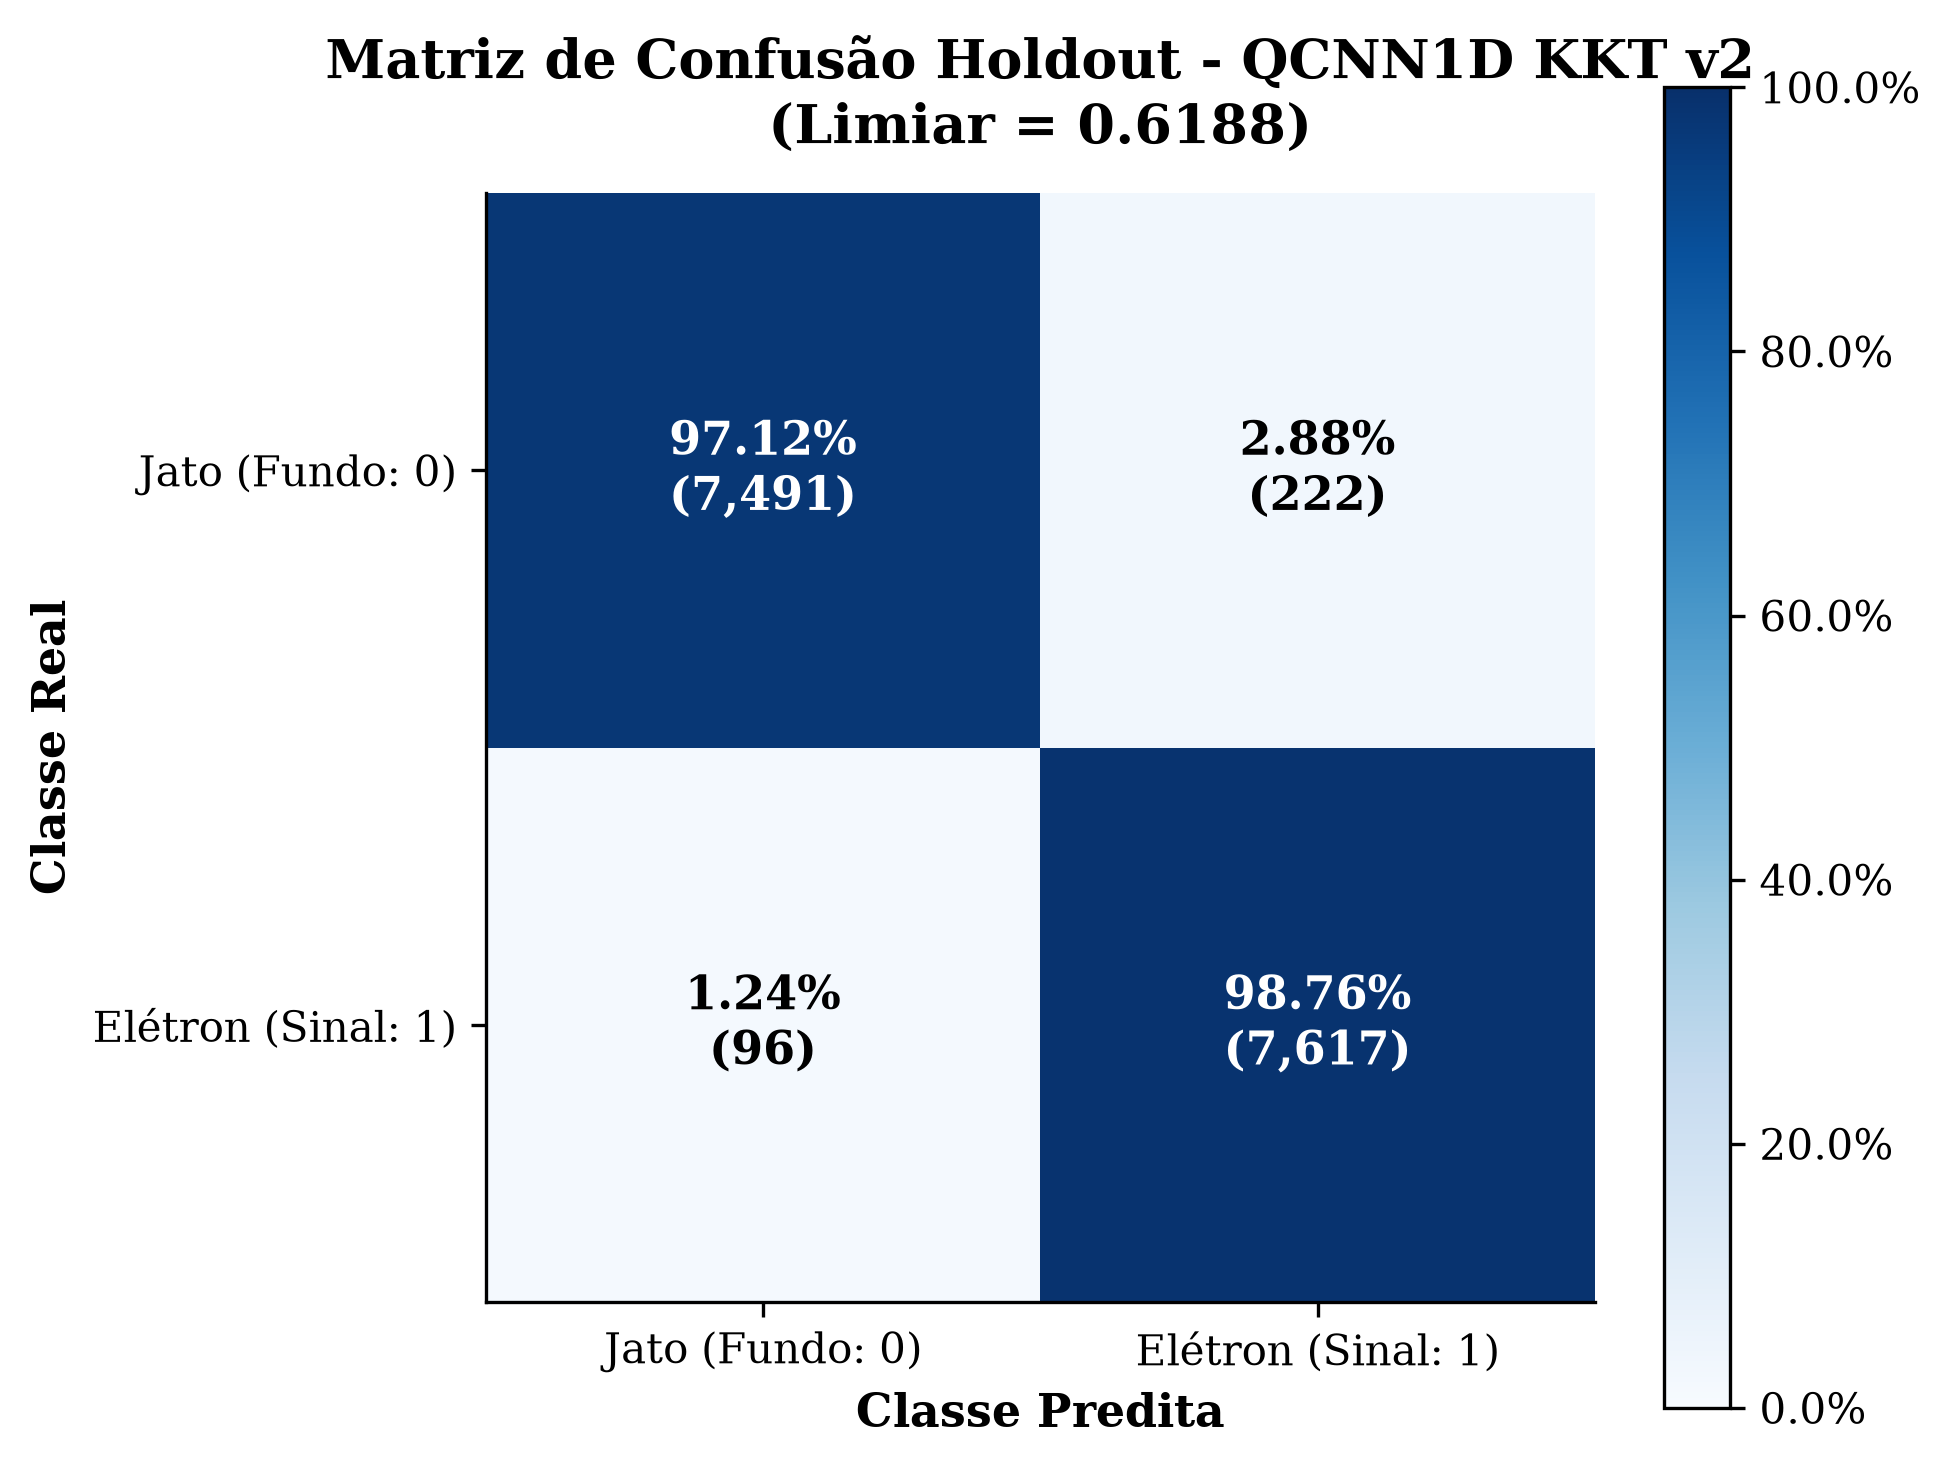 Matriz de Confusão Holdout - QCNN1D KKT v2
(Limiar = 0.6188)
100.0%
80.0%
60.0%
40.0%
20.0%
0.0%
Classe Real
Jato (Fundo: 0)
97.12%
(7,491)
2.88%
(222)
Elétron (Sinal: 1)
1.24%
(96)
98.76%
(7,617)
Jato (Fundo: 0)
Elétron (Sinal: 1)
Classe Predita